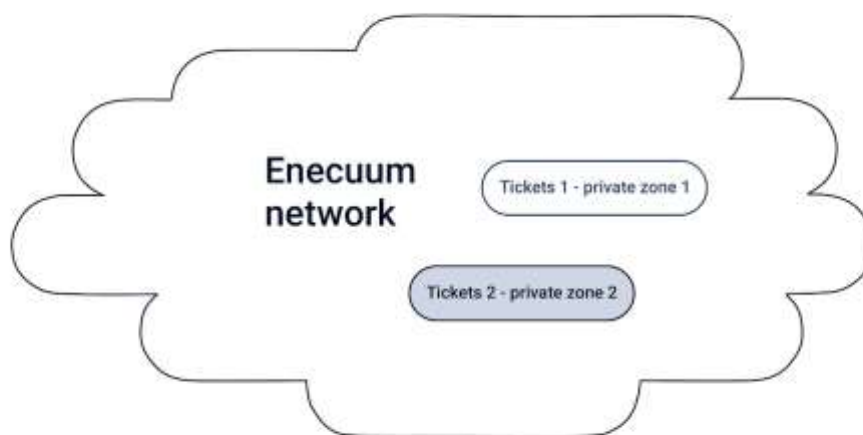 Enecuum
network
Tickets 1 - private zone 1
Tickets 2 - private zone 2